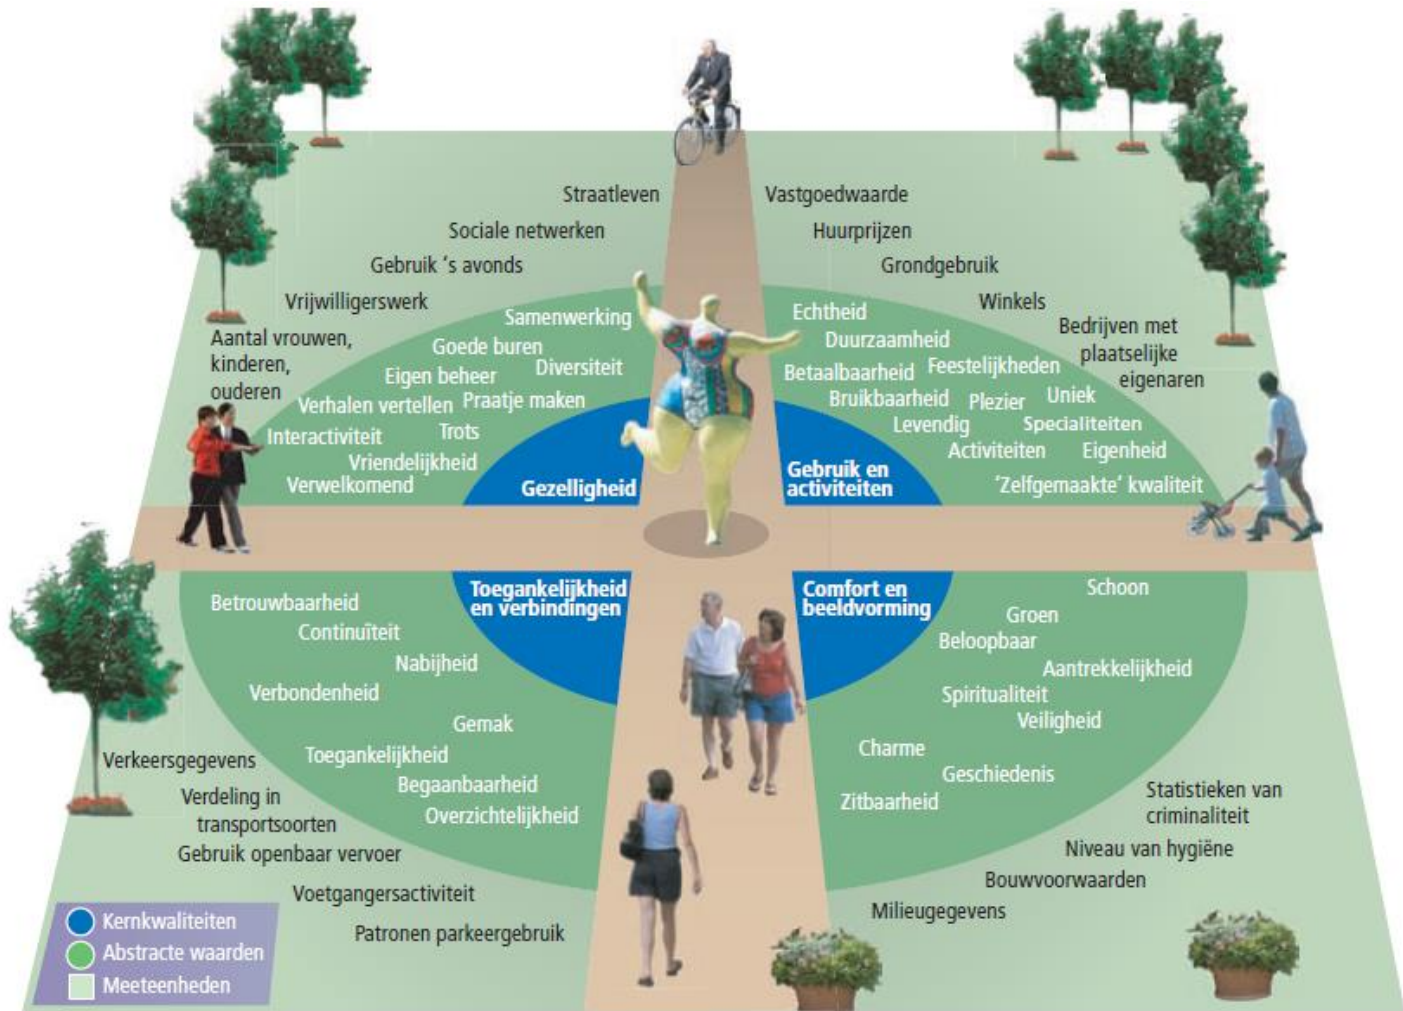 Straatleven
Sociale netwerken
Gebruik ‘s avonds
Vrijwilligerswerk
Aantal vrouwen,
kinderen,
ouderen
Samenwerking
Goede buren
Diversiteit
Eigen beheer
Verhalen vertellen
Praatje maken
Interactiviteit
Trots
Vriendelijkheid
Verwelkomend
Gezelligheid
Vastgoedwaarde
Huurprijzen
Grondgebruik
Winkels
Bedrijven met
plaatselijke
eigenaren
Echtheid
Duurzaamheid
Betaalbaarheid
Feestelijkheden
Bruikbaarheid
Plezier
Uniek
Levendig
Specialiteiten
Activiteiten
Eigenheid
‘Zelfgemaakte‘ kwaliteit
Gebruik en
activiteiten
Toegankelijkheid
en verbindingen
Betrouwbaarheid
Continuïteit
Nabijheid
Verbondenheid
Gemak
Toegankelijkheid
Begaanbaarheid
Overzichtelijkheid
Verkeersgegevens
Verdeling in
transportsoorten
Gebruik openbaar vervoer
Voetgangersactiviteit
Patronen parkeergebruik
Comfort en
beeldvorming
Schoon
Groen
Beloopbaar
Aantrekkelijkheid
Spiritualiteit
Veiligheid
Charme
Geschiedenis
Zitbaarheid
Statistieken van
criminaliteit
Niveau van hygiëne
Bouwvoorwaarden
Milieugegevens
Kernkwaliteiten
Abstracte waarden
Meeteenheden